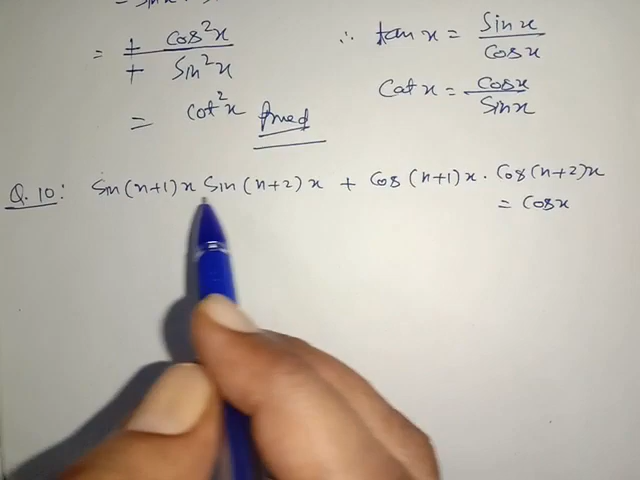 = + cos²x / + sin²x
∴ tan x = Sin x / Cos x
Cat x = Cos x / Sin x
= cot²x Proved
Q.10: Sin(n+1)x Sin(n+2)x + Cos(n+1)x · Cos(n+2)x
= Cos x